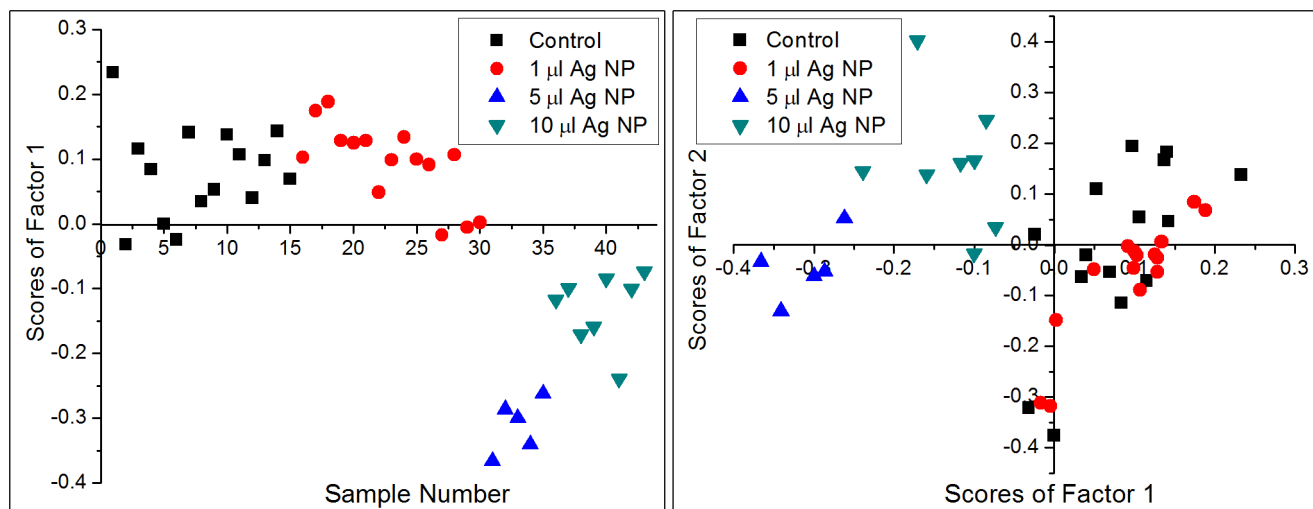 Control
1 μl Ag NP
5 μl Ag NP
10 μl Ag NP
0.3
0.2
0.1
0.0
-0.1
-0.2
-0.3
-0.4
0 5 10 15 20 25 30 35 40
Scores of Factor 1
Sample Number
Control
1 μl Ag NP
5 μl Ag NP
10 μl Ag NP
0.4
0.3
0.2
0.1
0.0
-0.1
-0.2
-0.3
-0.4
-0.4 -0.3 -0.2 -0.1 0.0 0.1 0.2 0.3
Scores of Factor 2
Scores of Factor 1